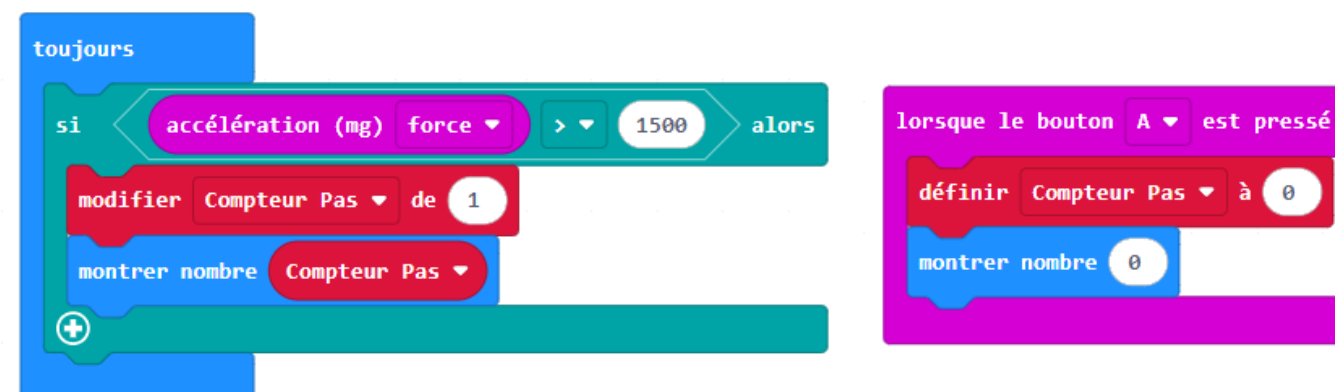 toujours
si accélération (mg) force > 1500 alors
modifier Compteur Pas de 1
montrer nombre Compteur Pas
lorsque le bouton A est pressé
définir Compteur Pas à 0
montrer nombre 0